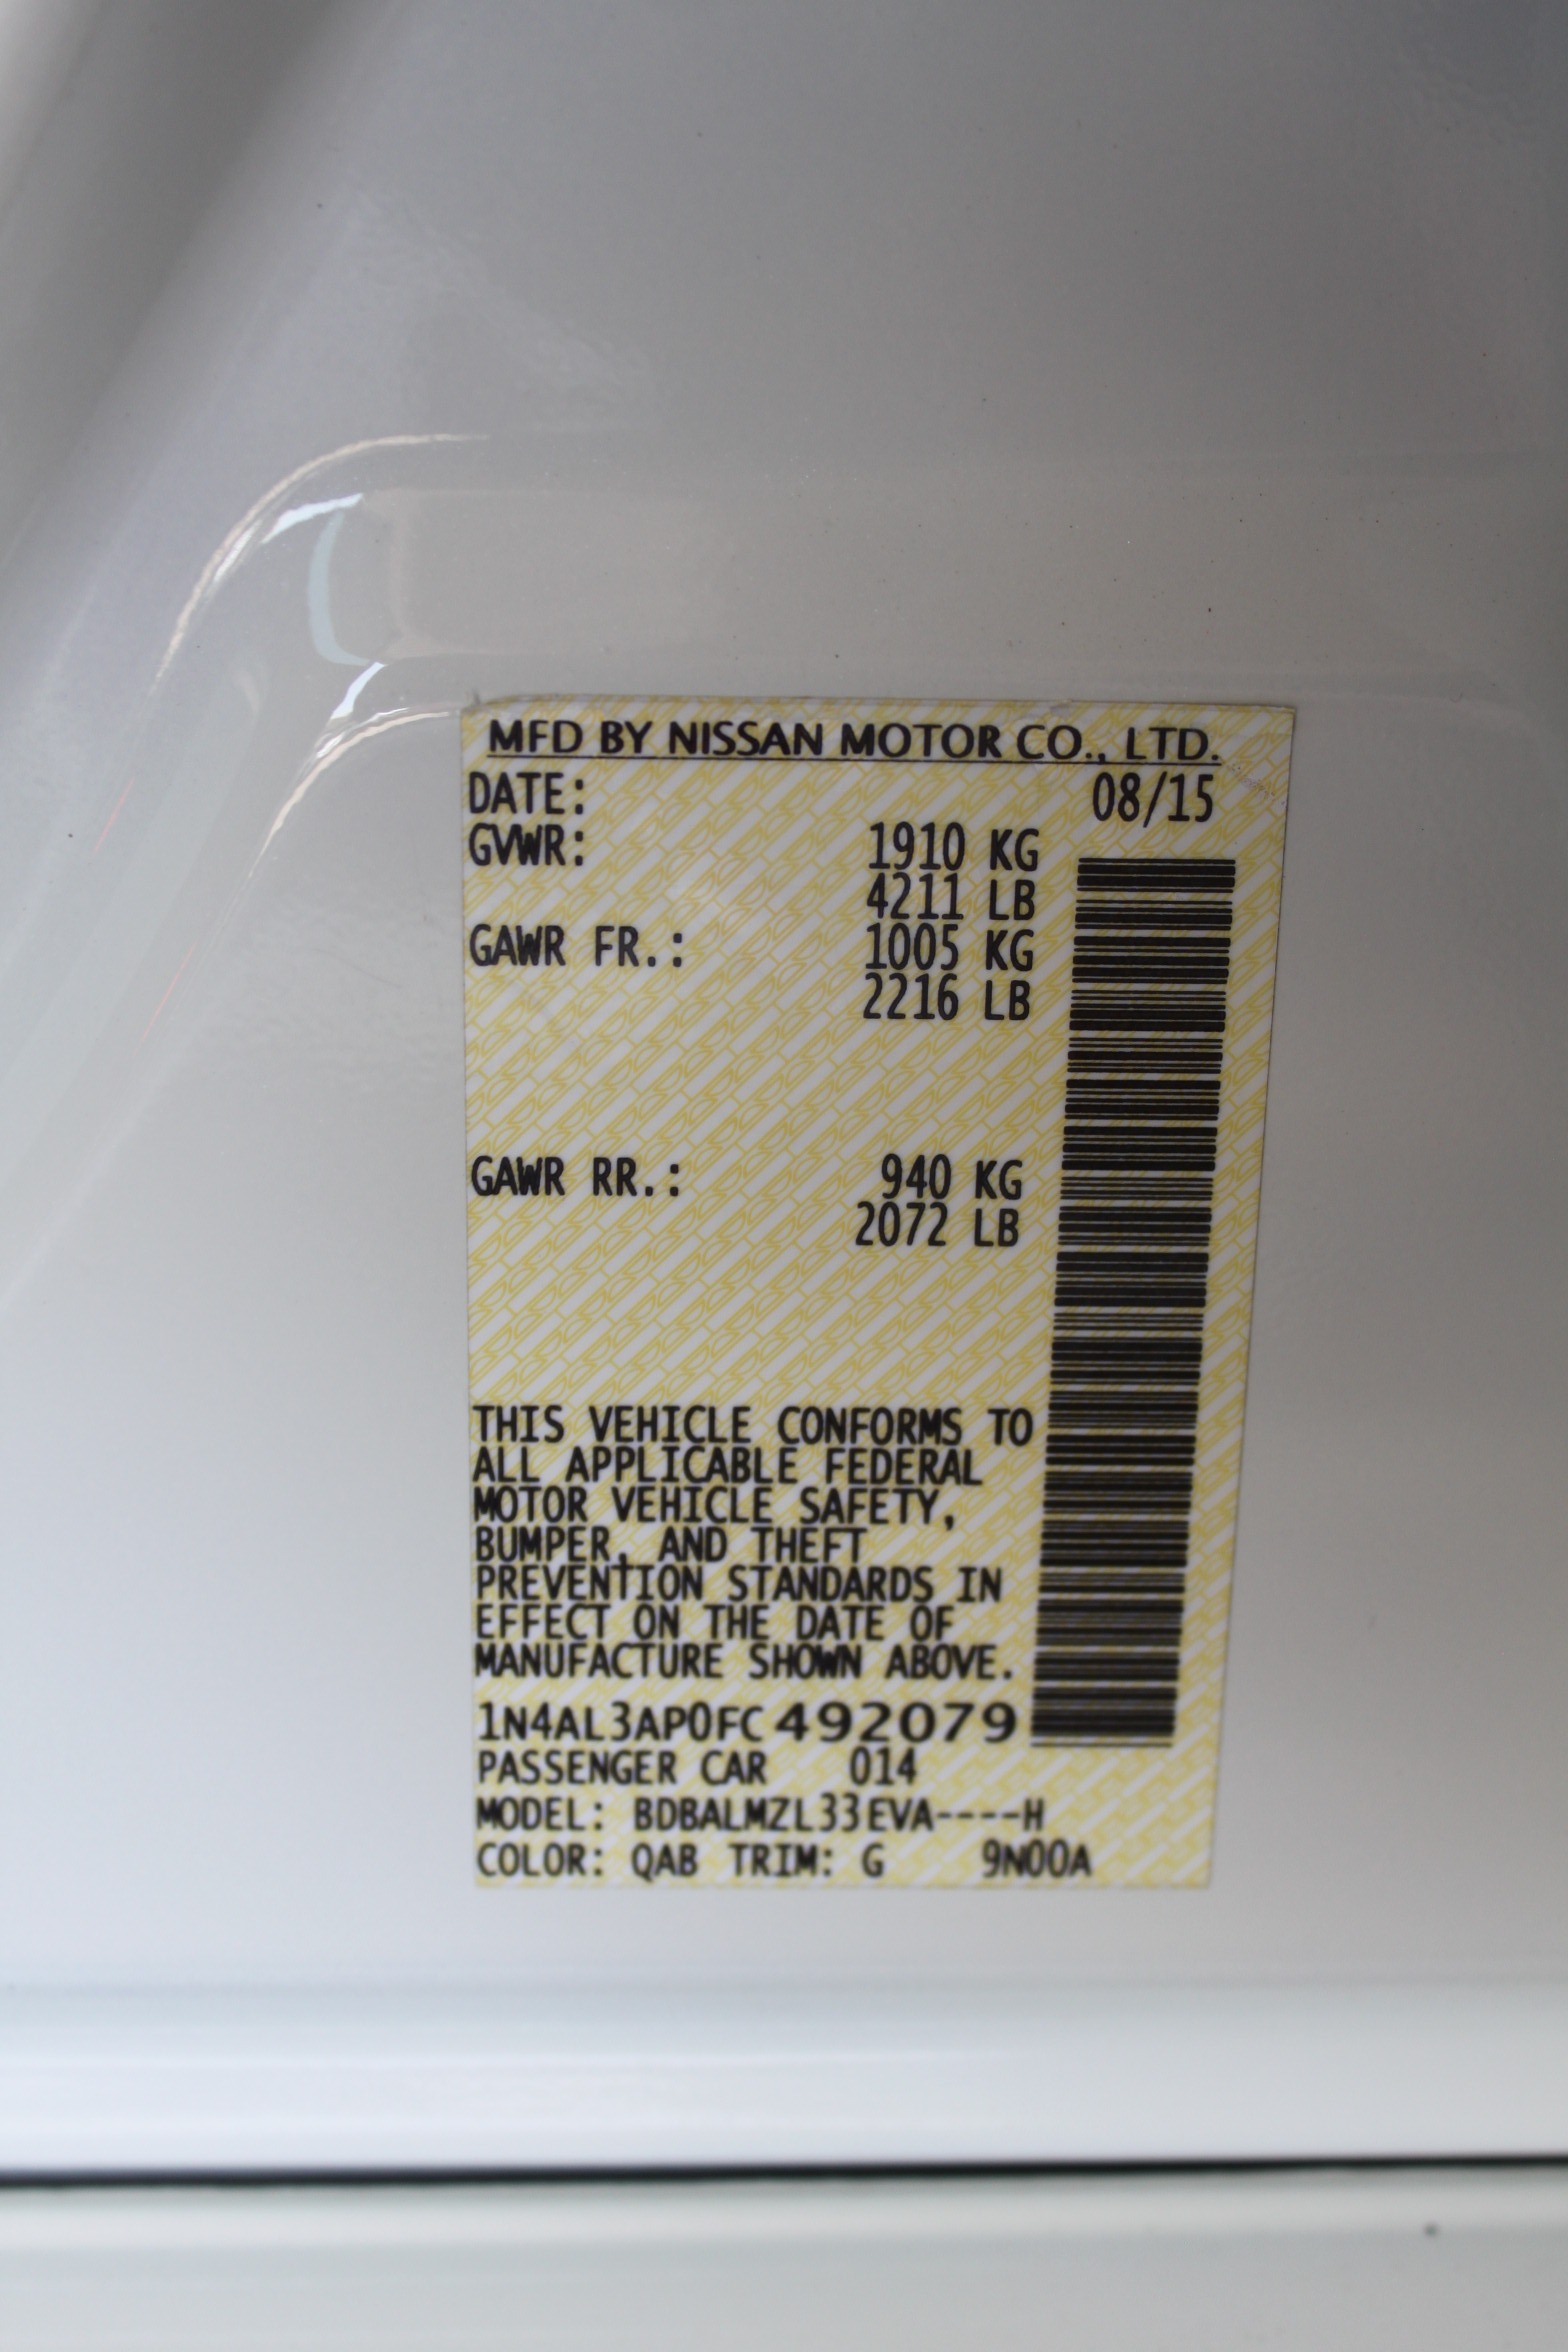 MFD BY NISSAN MOTOR CO., LTD.
DATE: 08/15
GVWR: 1910 KG
4211 LB
GAWR FR.: 1005 KG
2216 LB
GAWR RR.: 940 KG
2072 LB
THIS VEHICLE CONFORMS TO
ALL APPLICABLE FEDERAL
MOTOR VEHICLE SAFETY,
BUMPER, AND THEFT
PREVENTION STANDARDS IN
EFFECT ON THE DATE OF
MANUFACTURE SHOWN ABOVE.
1N4AL3AP0FC492079
PASSENGER CAR 014
MODEL: BDBALMZL33EVA----H
COLOR: QAB TRIM: G 9N00A